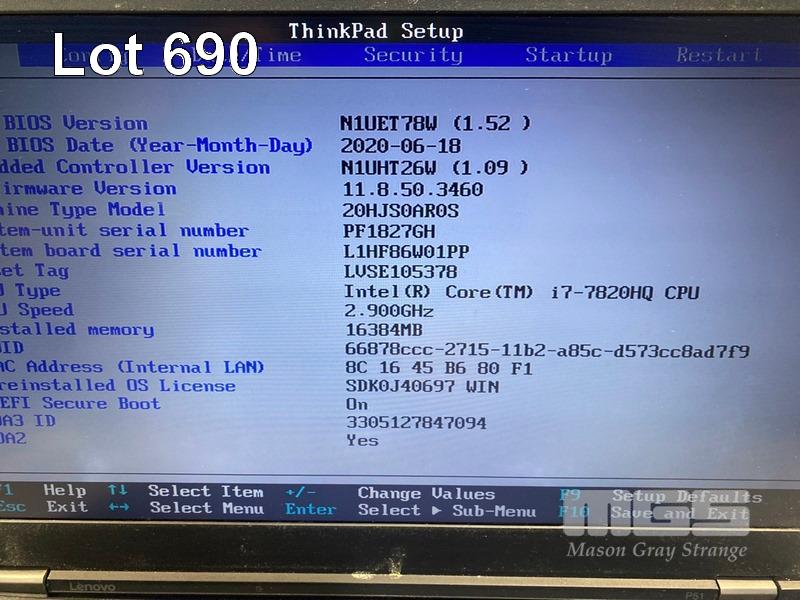 ThinkPad Setup
Lot 690
/Time Security Startup Restart
BIOS Version N1UET78W (1.52 )
BIOS Date (Year-Month-Day) 2020-06-18
dded Controller Version N1UHT26W (1.09 )
irmware Version 11.8.50.3460
ine Type Model 20HJS0AR0S
tem-unit serial number PF1827GH
tem board serial number L1HF86W01PP
et Tag LVSE105378
U Type Intel(R) Core(TM) i7-7820HQ CPU
U Speed 2.900GHz
stalled memory 16384MB
UID 66878ccc-2715-11b2-a85c-d573cc8ad7f9
AC Address (Internal LAN) 8C 16 45 B6 80 F1
reinstalled OS License SDK0J40697 WIN
EFI Secure Boot On
OA3 ID 3305127847094
OA2 Yes
F1 Help ↑↓ Select Item +/- Change Values F9 Setup Defaults
Esc Exit ←→ Select Menu Enter Select ▶ Sub-Menu F10 Save and Exit
MGS
Mason Gray Strange
Lenovo P51